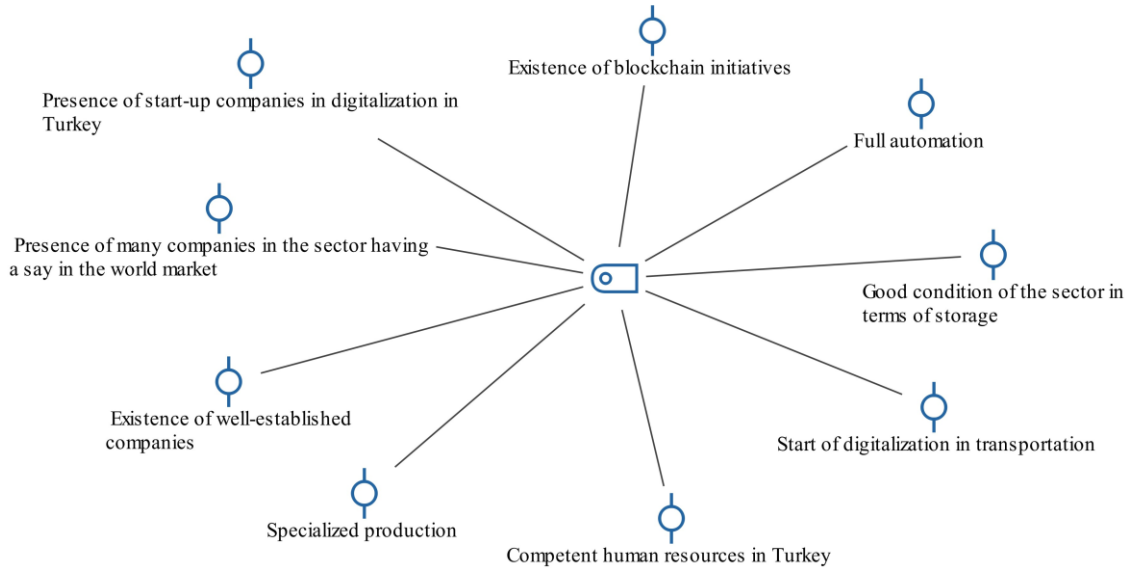 Existence of blockchain initiatives
Presence of start-up companies in digitalization in
Turkey
Full automation
Presence of many companies in the sector having
a say in the world market
Good condition of the sector in
terms of storage
Existence of well-established
companies
Start of digitalization in transportation
Specialized production
Competent human resources in Turkey